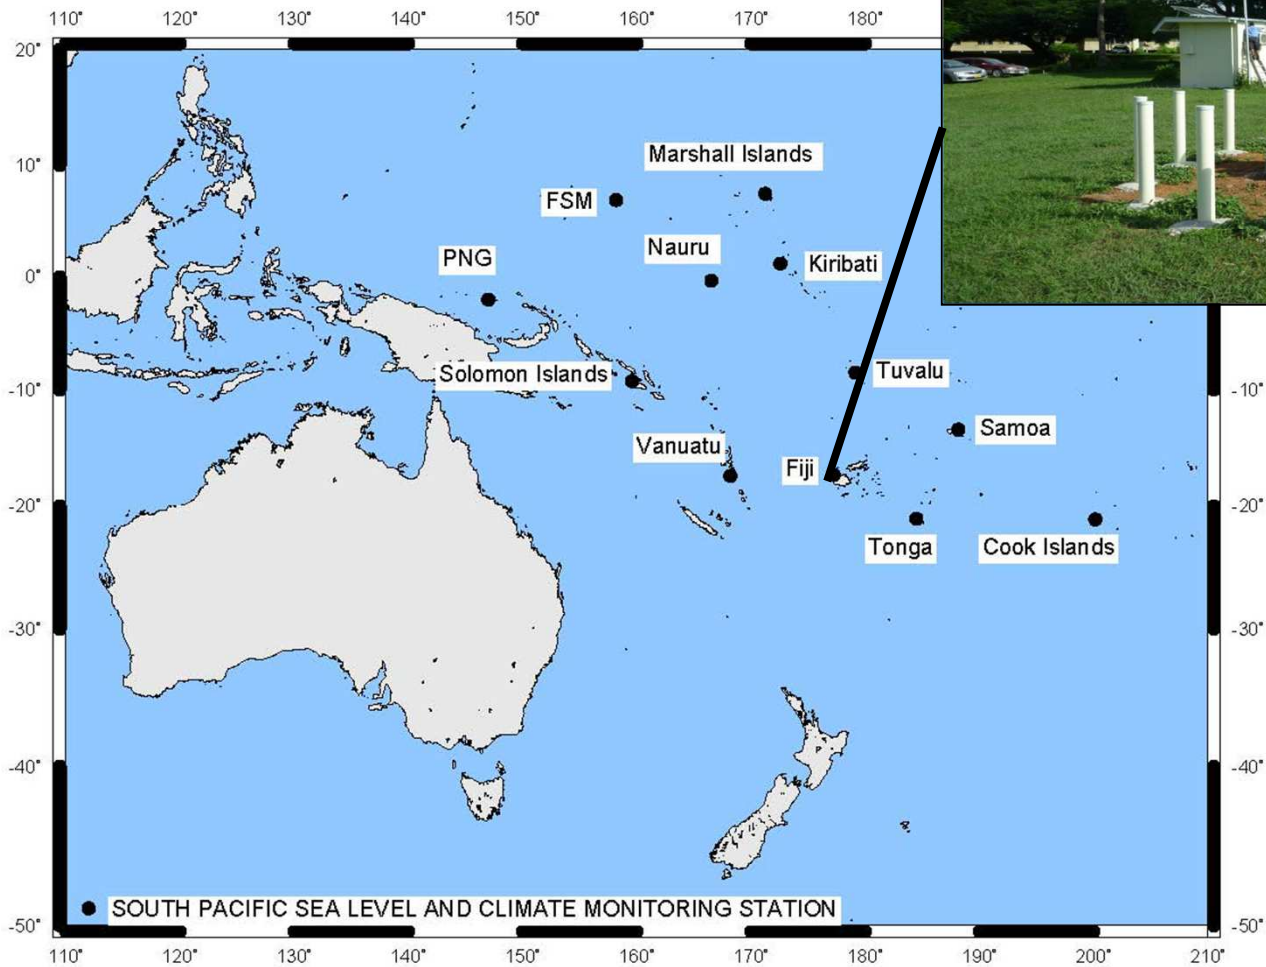 110° 120° 130° 140° 150° 160° 170° 180°
20°
10°
0°
-10° -10°
-20° -20°
-30° -30°
-40° -40°
-50° -50°
Marshall Islands
FSM
Nauru
PNG
Kiribati
Solomon Islands
Tuvalu
Samoa
Vanuatu
Fiji
Tonga
Cook Islands
SOUTH PACIFIC SEA LEVEL AND CLIMATE MONITORING STATION
110° 120° 130° 140° 150° 160° 170° 180° 190° 200° 210°